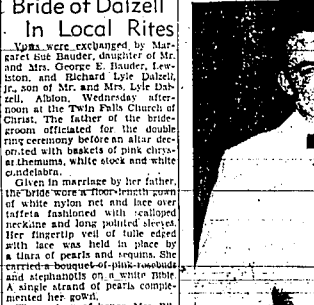 Bride of Dalzell
In Local Rites
Vows were exchanged by Mar-
garet Sue Bauder, daughter of Mr.
and Mrs. George E. Bauder, Lew-
iston, and Richard Lyle Dalzell,
jr., son of Mr. and Mrs. Lyle Dal-
zell, Albion, Wednesday after-
noon at the Twin Falls Church of
Christ. The father of the bride-
groom officiated for the double
ring ceremony before an altar dec-
orated with baskets of pink chrys-
anthemums, white stock and white
candelabra.
Given in marriage by her father,
the bride wore a floor-length gown
of white nylon net and lace over
taffeta fashioned with scalloped
neckline and long pointed sleeves.
Her fingertip veil of tulle edged
with lace was held in place by
a tiara of pearls and sequins. She
carried a bouquet of pink rosebuds
and stephanotis on a white Bible.
A single strand of pearls comple-
mented her gown.